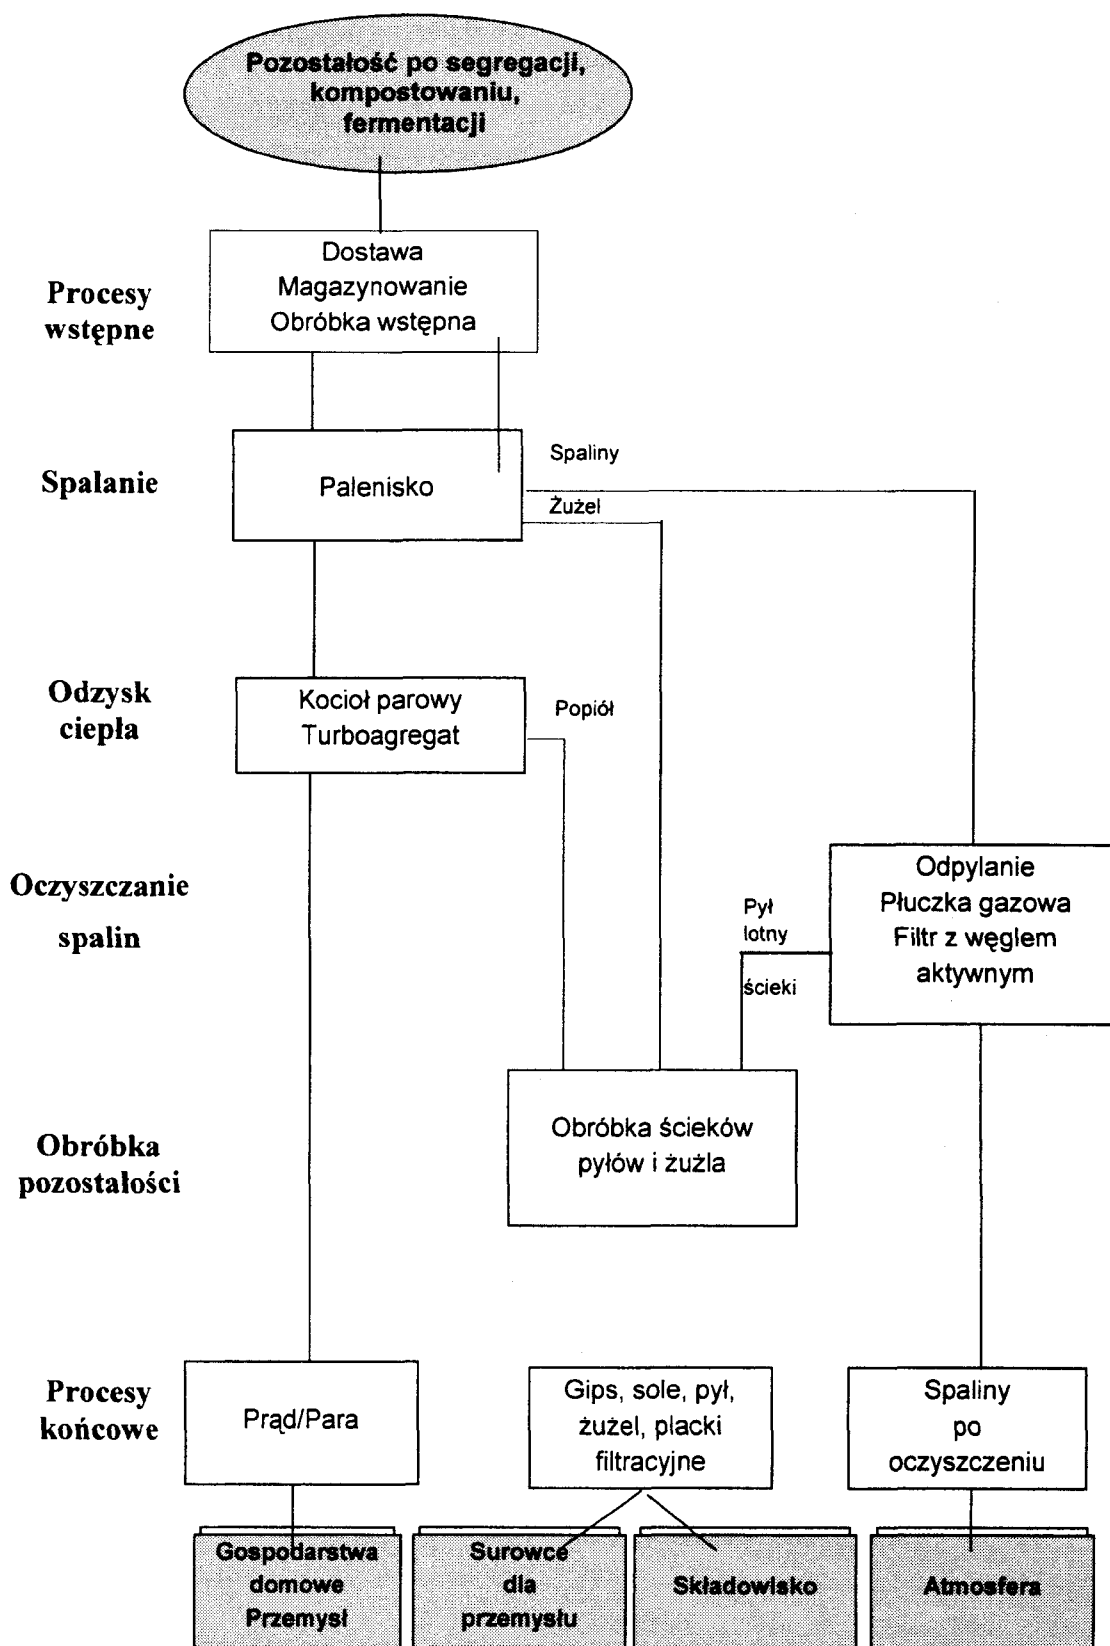 Pozostałość po segregacji,
kompostowaniu,
fermentacji
Dostawa
Magazynowanie
Obróbka wstępna
Procesy
wstępne
Spalanie
Palenisko
Spaliny
Żużel
Odzysk
ciepła
Kocioł parowy
Turboagregat
Popiół
Oczyszczanie
spalin
Pył
lotny
ścieki
Odpylanie
Płuczka gazowa
Filtr z węglem
aktywnym
Obróbka
pozostałości
Obróbka ścieków
pyłów i żużla
Procesy
końcowe
Prąd/Para
Gips, sole, pył,
żużel, placki
filtracyjne
Spaliny
po
oczyszczeniu
Gospodarstwa
domowe
Przemysł
Surowce
dla
przemysłu
Składowisko
Atmosfera